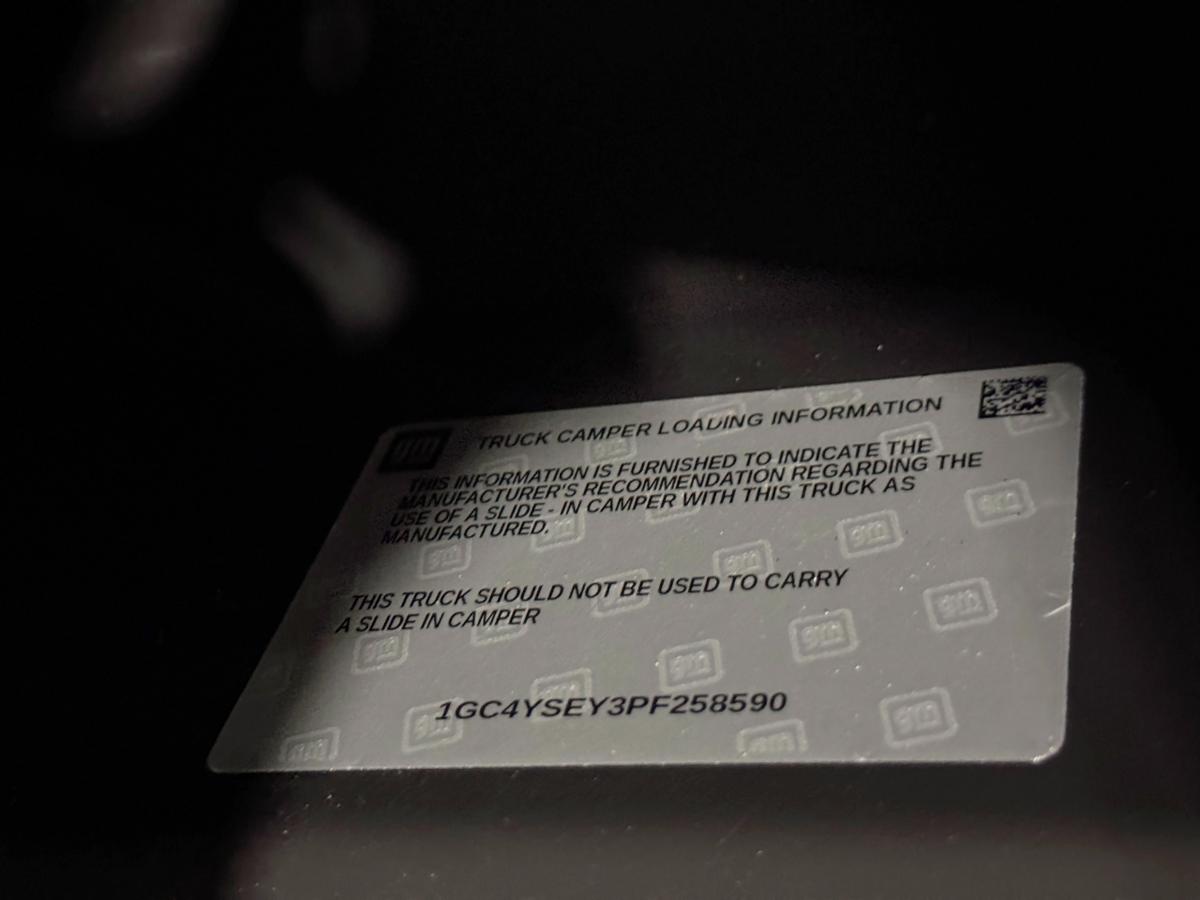 gm
TRUCK CAMPER LOADING INFORMATION
THIS INFORMATION IS FURNISHED TO INDICATE THE
MANUFACTURER'S RECOMMENDATION REGARDING THE
USE OF A SLIDE - IN CAMPER WITH THIS TRUCK AS
MANUFACTURED.
THIS TRUCK SHOULD NOT BE USED TO CARRY
A SLIDE IN CAMPER
1GC4YSEY3PF258590